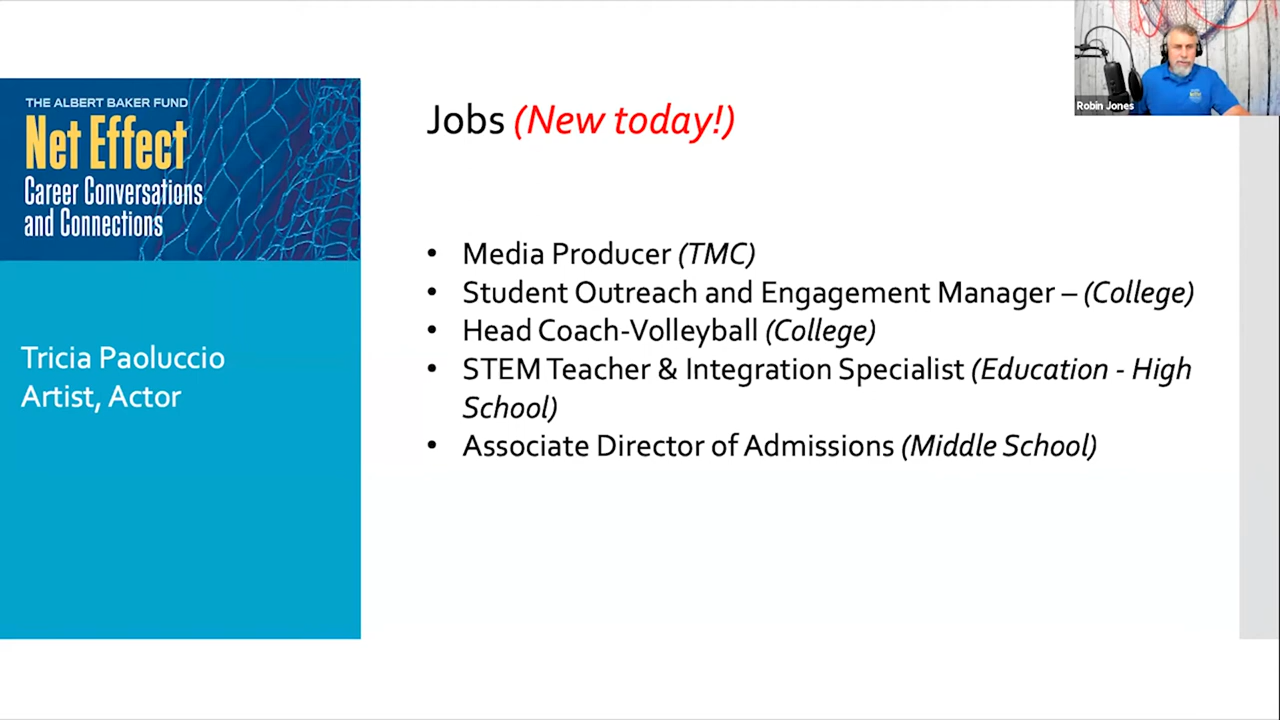 THE ALBERT BAKER FUND
Net Effect
Career Conversations
and Connections
Tricia Paoluccio
Artist, Actor
Jobs (New today!)
• Media Producer (TMC)
• Student Outreach and Engagement Manager – (College)
• Head Coach-Volleyball (College)
• STEM Teacher & Integration Specialist (Education - High
School)
• Associate Director of Admissions (Middle School)
Robin Jones